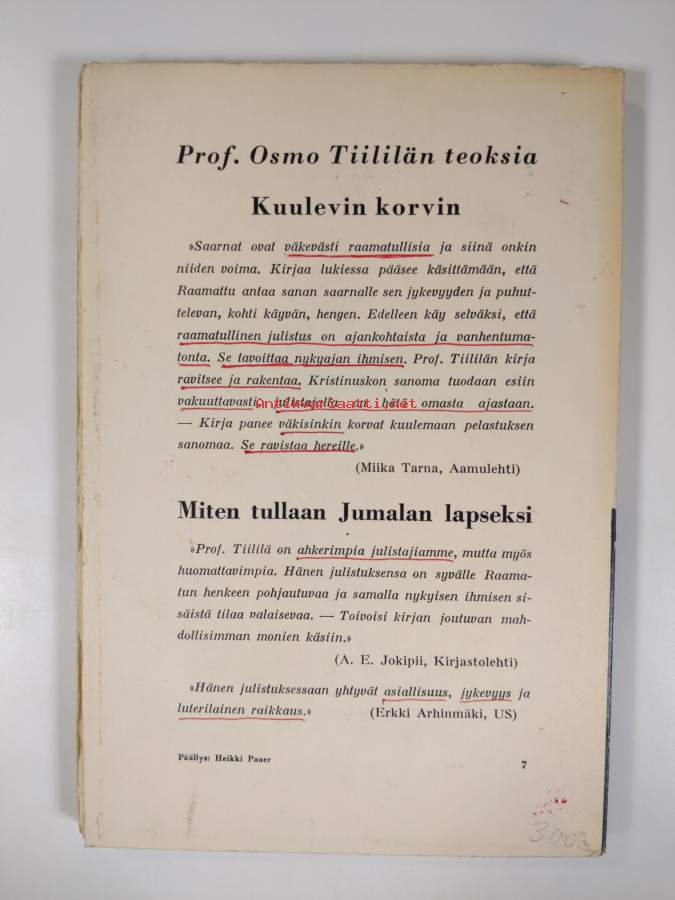 Prof. Osmo Tiililän teoksia
Kuulevin korvin
»Saarnat ovat väkevästi raamatullisia ja siinä onkin
niiden voima. Kirjaa lukiessa pääsee käsittämään, että
Raamattu antaa sanan saarnalle sen jykevyyden ja puhut-
televan, kohti käyvän, hengen. Edelleen käy selväksi, että
raamatullinen julistus on ajankohtaista ja vanhentuma-
tonta. Se tavoittaa nykyajan ihmisen. Prof. Tiililän kirja
ravitsee ja rakentaa. Kristinuskon sanoma tuodaan esiin
vakuuttavasti, julistajalla on hätä omasta ajastaan.
— Kirja panee väkisinkin korvat kuulemaan pelastuksen
sanomaa. Se ravistaa hereille.»
(Miika Tarna, Aamulehti)
Miten tullaan Jumalan lapseksi
»Prof. Tiililä on ahkerimpia julistajiamme, mutta myös
huomattavimpia. Hänen julistuksensa on syvälle Raama-
tun henkeen pohjautuvaa ja samalla nykyisen ihmisen si-
säistä tilaa valaisevaa. — Toivoisi kirjan joutuvan mah-
dollisimman monien käsiin.»
(A. E. Jokipii, Kirjastolehti)
»Hänen julistuksessaan yhtyvät asiallisuus, jykevyys ja
luterilainen raikkaus.» (Erkki Arhinmäki, US)
Päällys: Heikki Paaer 7